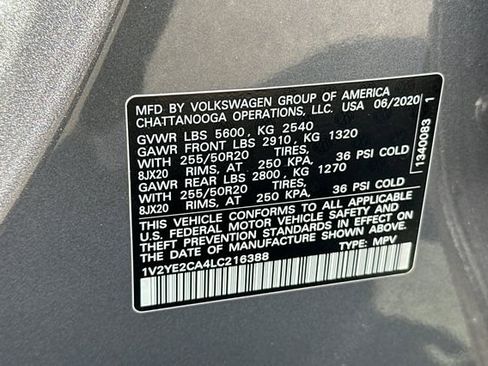 MFD BY VOLKSWAGEN GROUP OF AMERICA
CHATTANOOGA OPERATIONS, LLC. USA 06/2020
GVWR LBS 5600, KG 2540
GAWR FRONT LBS 2910, KG 1320
WITH 255/50R20 TIRES,
8JX20 RIMS, AT 250 KPA, 36 PSI COLD
GAWR REAR LBS 2800, KG 1270
WITH 255/50R20 TIRES,
8JX20 RIMS, AT 250 KPA, 36 PSI COLD
THIS VEHICLE CONFORMS TO ALL APPLICABLE
U.S. FEDERAL MOTOR VEHICLE SAFETY AND
THEFT PREVENTION STANDARDS IN EFFECT ON THE
DATE OF MANUFACTURE SHOWN ABOVE.
1V2YE2CA4LC216388 TYPE: MPV
1340083 1